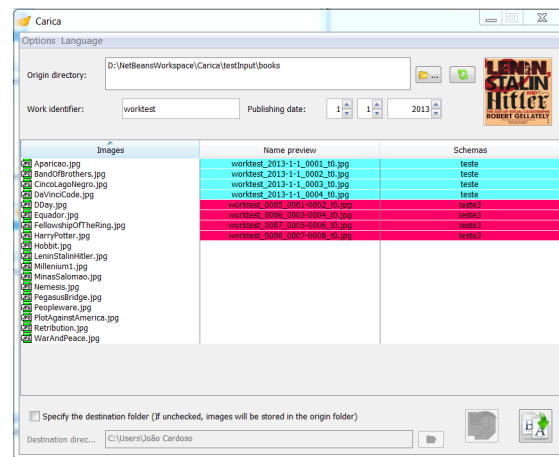 Carica
Options Language
Origin directory:
D:\NetBeansWorkspace\Carica\testInput\books
...
LENIN,
STALIN
AND
Hitler
THE AGE OF SOCIAL CATASTROPHE
ROBERT GELLATELY
Work identifier: worktest Publishing date: 1 1 2013
Images Name preview Schemas
Aparicao.jpg worktest_2013-1-1_0001_t0.jpg teste
BandOfBrothers.jpg worktest_2013-1-1_0002_t0.jpg teste
CincoLagoNegro.jpg worktest_2013-1-1_0003_t0.jpg teste
DaVinciCode.jpg worktest_2013-1-1_0004_t0.jpg teste
DDay.jpg worktest_0005_0001-0002_t0.jpg teste3
Equador.jpg worktest_0006_0003-0004_t0.jpg teste3
FellowshipOfTheRing.jpg worktest_0007_0005-0006_t0.jpg teste3
HarryPotter.jpg worktest_0008_0007-0008_t0.jpg teste3
Hobbit.jpg
LeninStalinHitler.jpg
Millenium1.jpg
MinasSalomao.jpg
Nemesis.jpg
PegasusBridge.jpg
Peopleware.jpg
PlotAgainstAmerica.jpg
Retribution.jpg
WarAndPeace.jpg
Specify the destination folder (If unchecked, images will be stored in the origin folder)
Destination direc... C:\Users\João Cardoso
B A